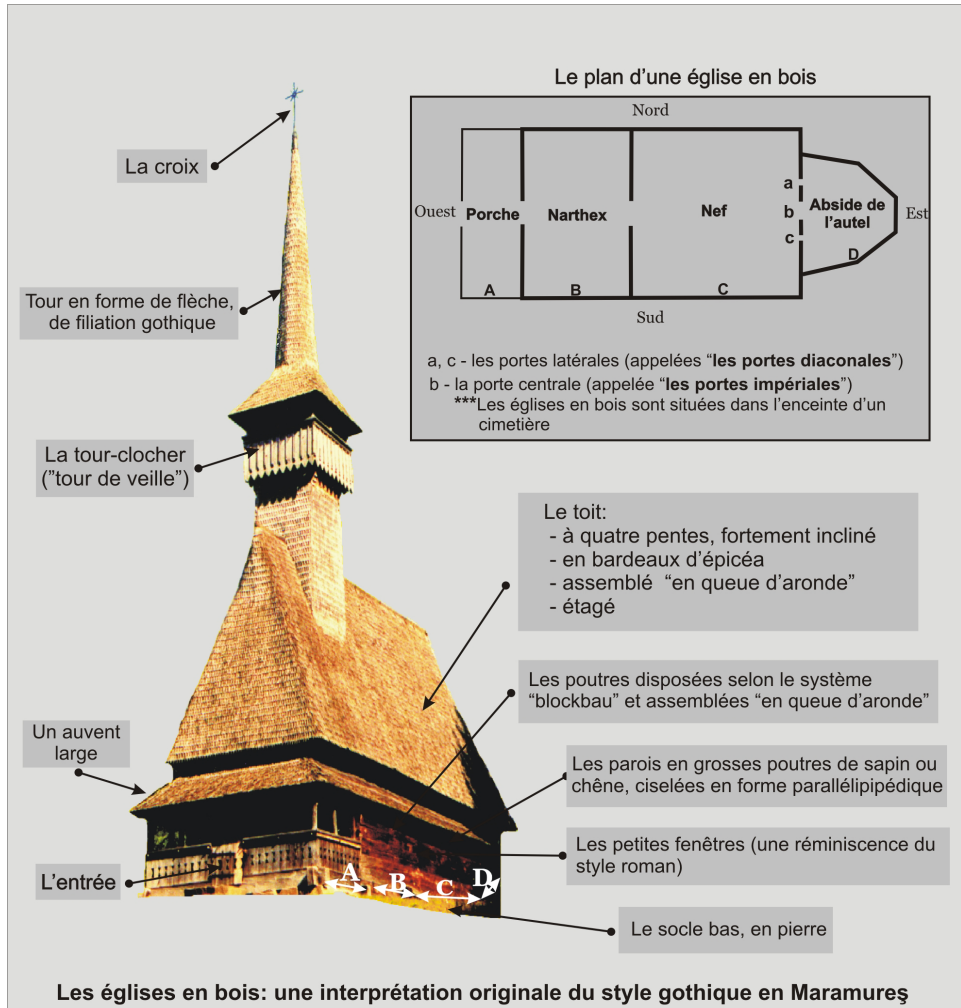 Le plan d'une église en bois
Nord
Ouest
Porche
Narthex
Nef
a
b
c
Abside de
l'autel
Est
D
A
B
C
Sud
a, c - les portes latérales (appelées “les portes diaconales”)
b - la porte centrale (appelée “les portes impériales”)
***Les églises en bois sont situées dans l'enceinte d'un
cimetière
La croix
Tour en forme de flèche,
de filiation gothique
La tour-clocher
(”tour de veille”)
Le toit:
- à quatre pentes, fortement incliné
- en bardeaux d'épicéa
- assemblé “en queue d'aronde”
- étagé
Les poutres disposées selon le système
“blockbau” et assemblées “en queue d'aronde”
Un auvent
large
Les parois en grosses poutres de sapin ou
chêne, ciselées en forme parallélipipédique
Les petites fenêtres (une réminiscence du
style roman)
L'entrée
A
B
C
D
Le socle bas, en pierre
Les églises en bois: une interprétation originale du style gothique en Maramureş